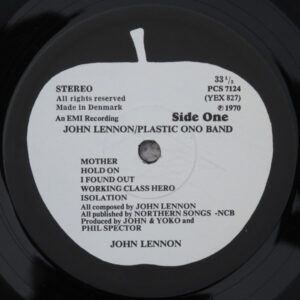 STEREO
33 1/3
All rights reserved
PCS 7124
Made in Denmark
(YEX 827)
An EMI Recording
℗ 1970
Side One
JOHN LENNON/PLASTIC ONO BAND
MOTHER
HOLD ON
I FOUND OUT
WORKING CLASS HERO
ISOLATION
All composed by JOHN LENNON
All published by NORTHERN SONGS -NCB
Produced by JOHN & YOKO and
PHIL SPECTOR
JOHN LENNON